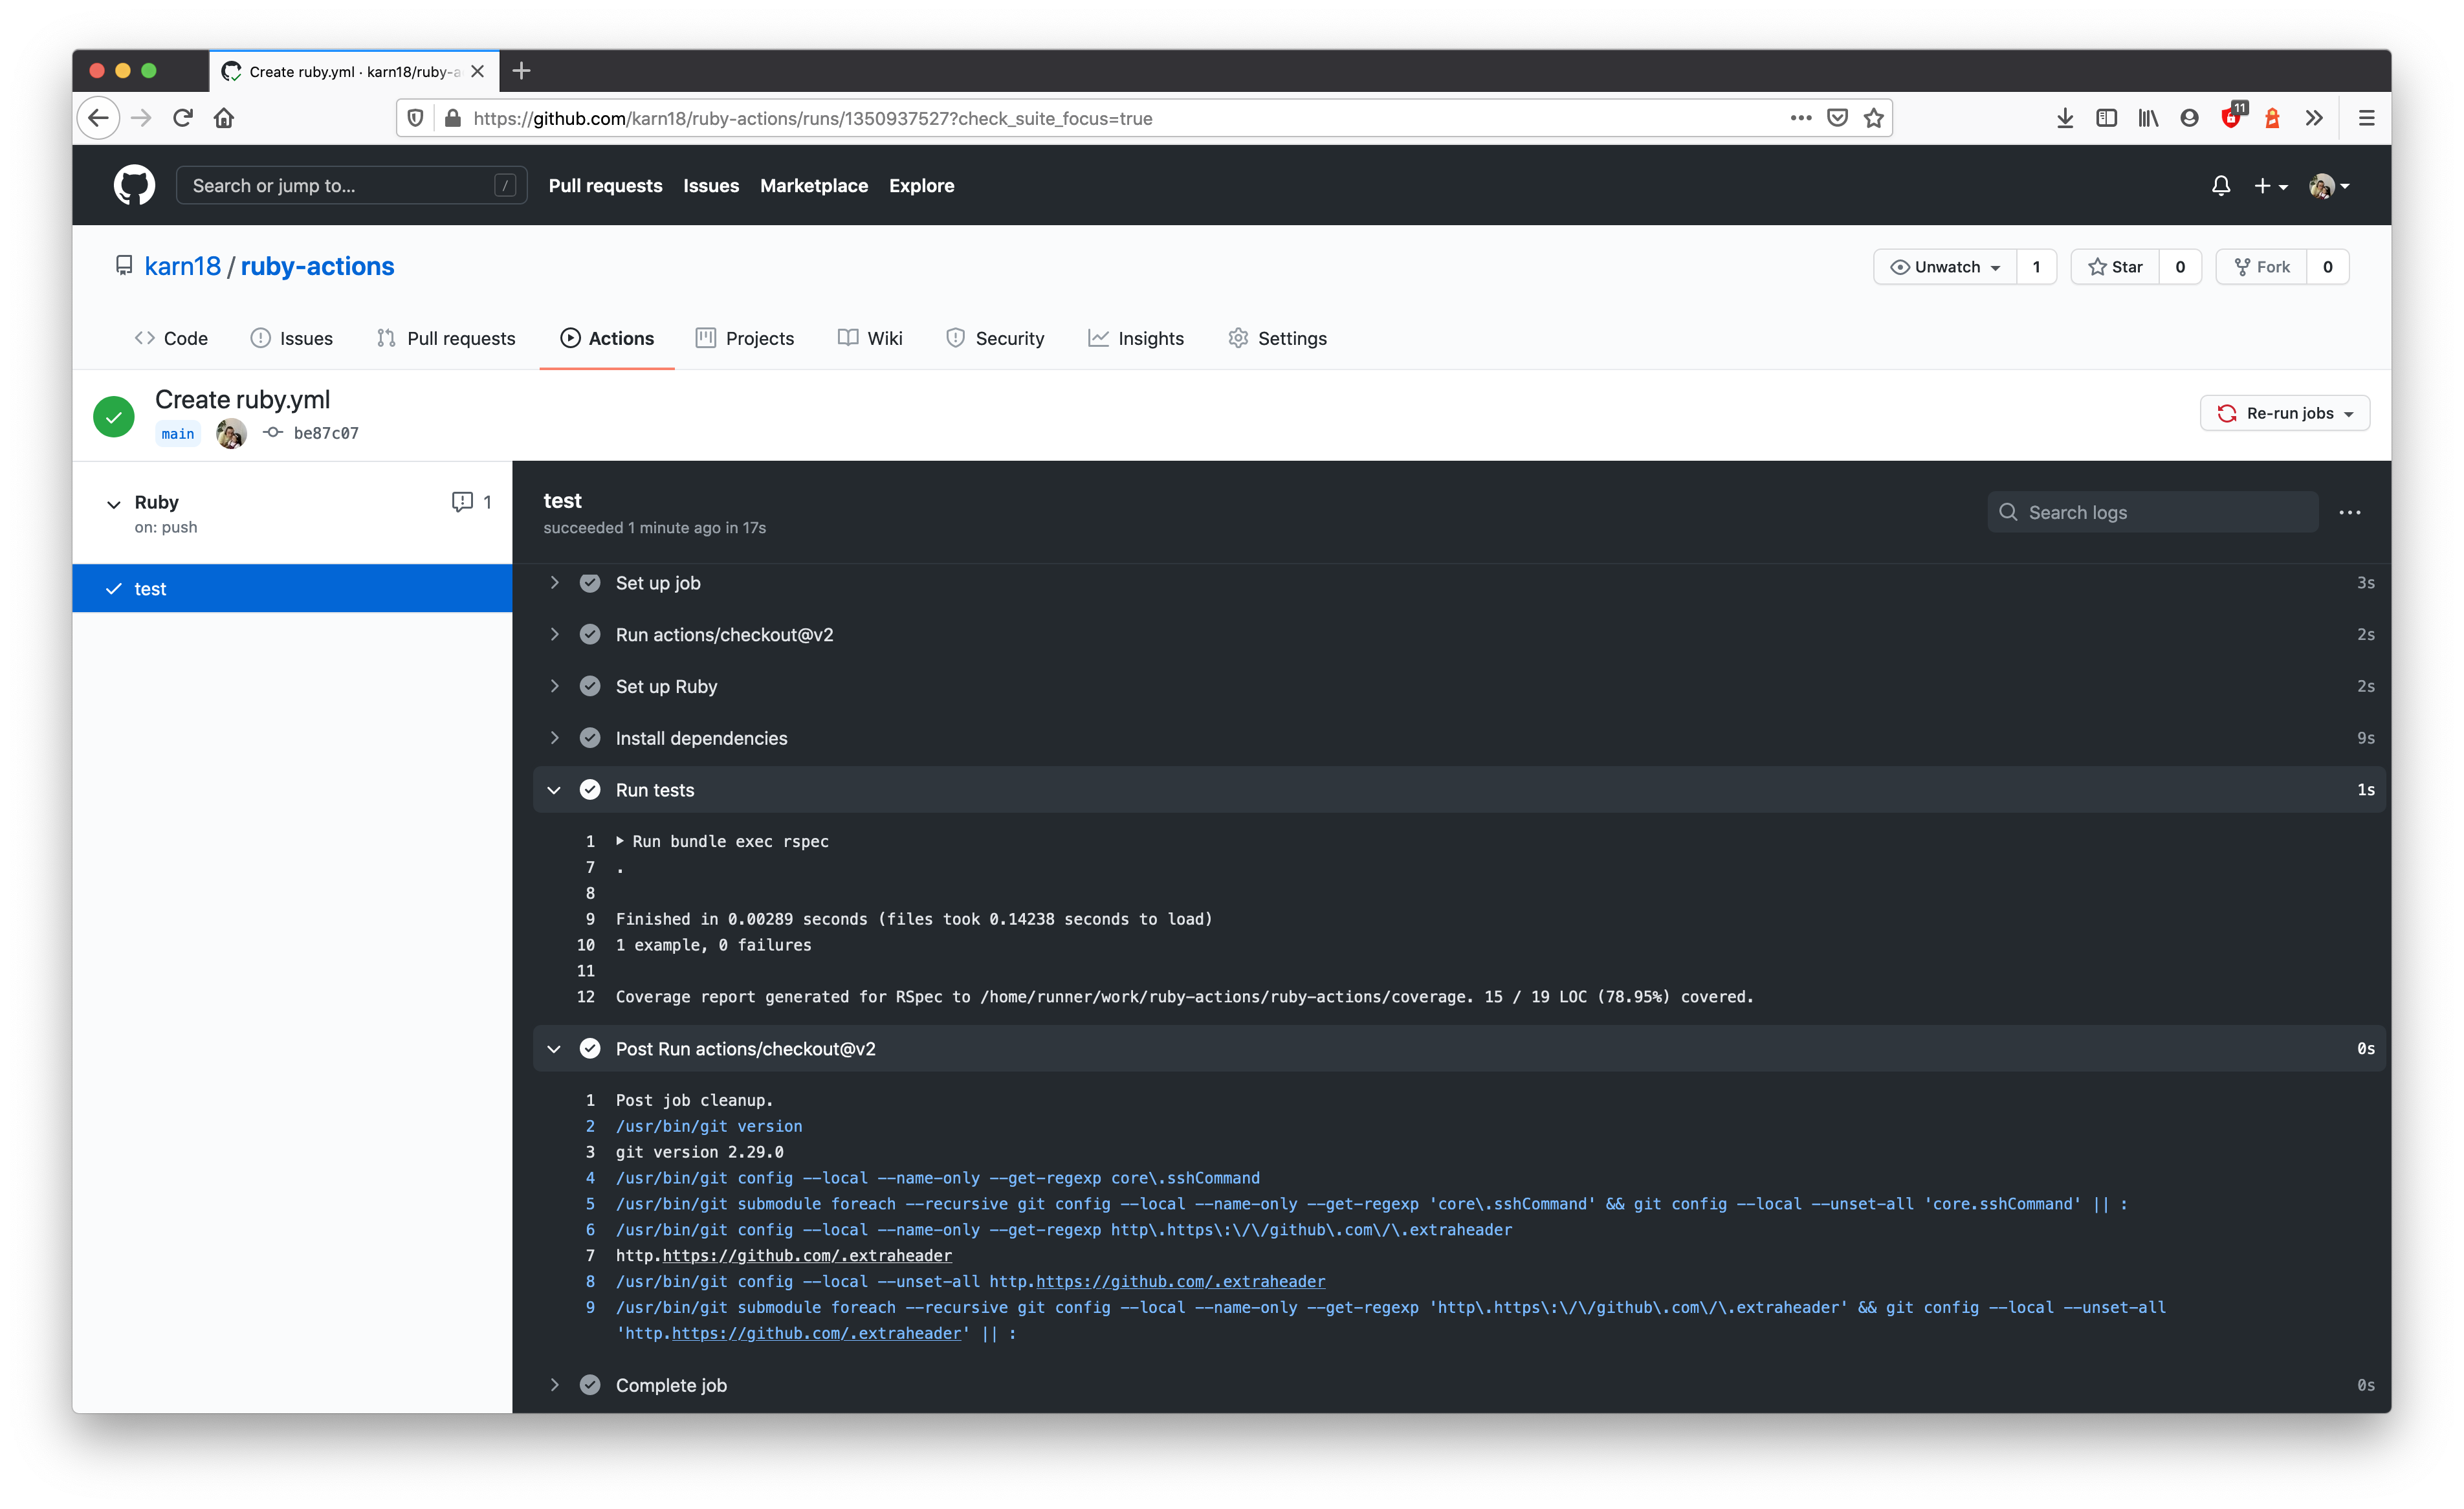 Create ruby.yml · karn18/ruby-a
https://github.com/karn18/ruby-actions/runs/1350937527?check_suite_focus=true
11
Search or jump to... /
Pull requests Issues Marketplace Explore
karn18 / ruby-actions
Unwatch 1 Star 0 Fork 0
Code Issues Pull requests Actions Projects Wiki Security Insights Settings
Create ruby.yml
main be87c07
Re-run jobs
Ruby 1
on: push
test
test
succeeded 1 minute ago in 17s
Search logs
Set up job 3s
Run actions/checkout@v2 2s
Set up Ruby 2s
Install dependencies 9s
Run tests 1s
1 Run bundle exec rspec
7 .
8
9 Finished in 0.00289 seconds (files took 0.14238 seconds to load)
10 1 example, 0 failures
11
12 Coverage report generated for RSpec to /home/runner/work/ruby-actions/ruby-actions/coverage. 15 / 19 LOC (78.95%) covered.
Post Run actions/checkout@v2 0s
1 Post job cleanup.
2 /usr/bin/git version
3 git version 2.29.0
4 /usr/bin/git config --local --name-only --get-regexp core\.sshCommand
5 /usr/bin/git submodule foreach --recursive git config --local --name-only --get-regexp 'core\.sshCommand' && git config --local --unset-all 'core.sshCommand' || :
6 /usr/bin/git config --local --name-only --get-regexp http\.https\:\/\/github\.com\/\.extraheader
7 http.https://github.com/.extraheader
8 /usr/bin/git config --local --unset-all http.https://github.com/.extraheader
9 /usr/bin/git submodule foreach --recursive git config --local --name-only --get-regexp 'http\.https\:\/\/github\.com\/\.extraheader' && git config --local --unset-all
'http.https://github.com/.extraheader' || :
Complete job 0s